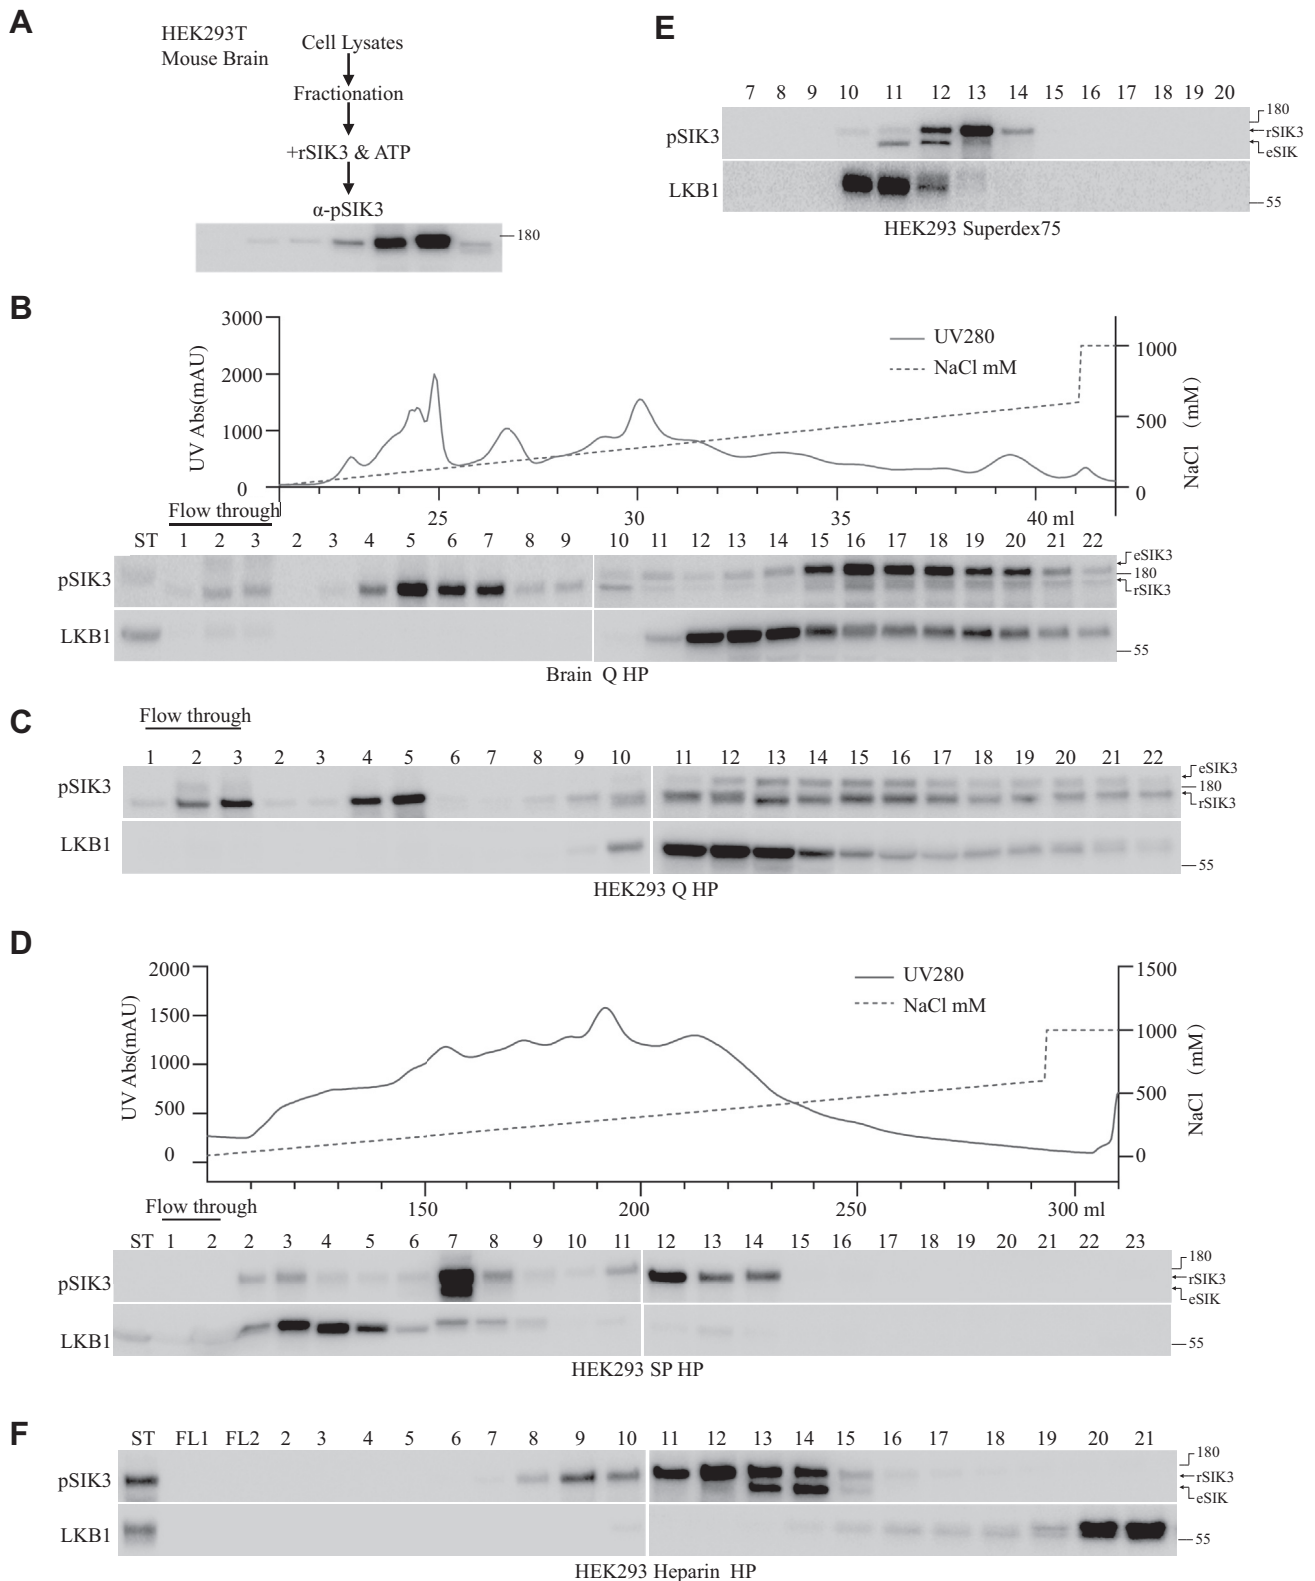 A
HEK293T
Mouse Brain
Cell Lysates
Fractionation
+rSIK3 & ATP
α-pSIK3
180
E
7 8 9 10 11 12 13 14 15 16 17 18 19 20
pSIK3
180
rSIK3
eSIK
LKB1
55
HEK293 Superdex75
B
3000
2000
1000
0
UV Abs(mAU)
UV280
NaCl mM
1000
500
0
NaCl (mM)
25 30 35 40 ml
Flow through
ST 1 2 3 2 3 4 5 6 7 8 9 10 11 12 13 14 15 16 17 18 19 20 21 22
pSIK3
eSIK3
180
rSIK3
LKB1
55
Brain Q HP
C
Flow through
1 2 3 2 3 4 5 6 7 8 9 10 11 12 13 14 15 16 17 18 19 20 21 22
pSIK3
eSIK3
180
rSIK3
LKB1
55
HEK293 Q HP
D
2000
1500
1000
500
0
UV Abs(mAU)
UV280
NaCl mM
1500
1000
500
0
NaCl (mM)
150 200 250 300 ml
Flow through
ST 1 2 2 3 4 5 6 7 8 9 10 11 12 13 14 15 16 17 18 19 20 21 22 23
pSIK3
180
rSIK3
eSIK
LKB1
55
HEK293 SP HP
F
ST FL1 FL2 2 3 4 5 6 7 8 9 10 11 12 13 14 15 16 17 18 19 20 21
pSIK3
180
rSIK3
eSIK
LKB1
55
HEK293 Heparin HP